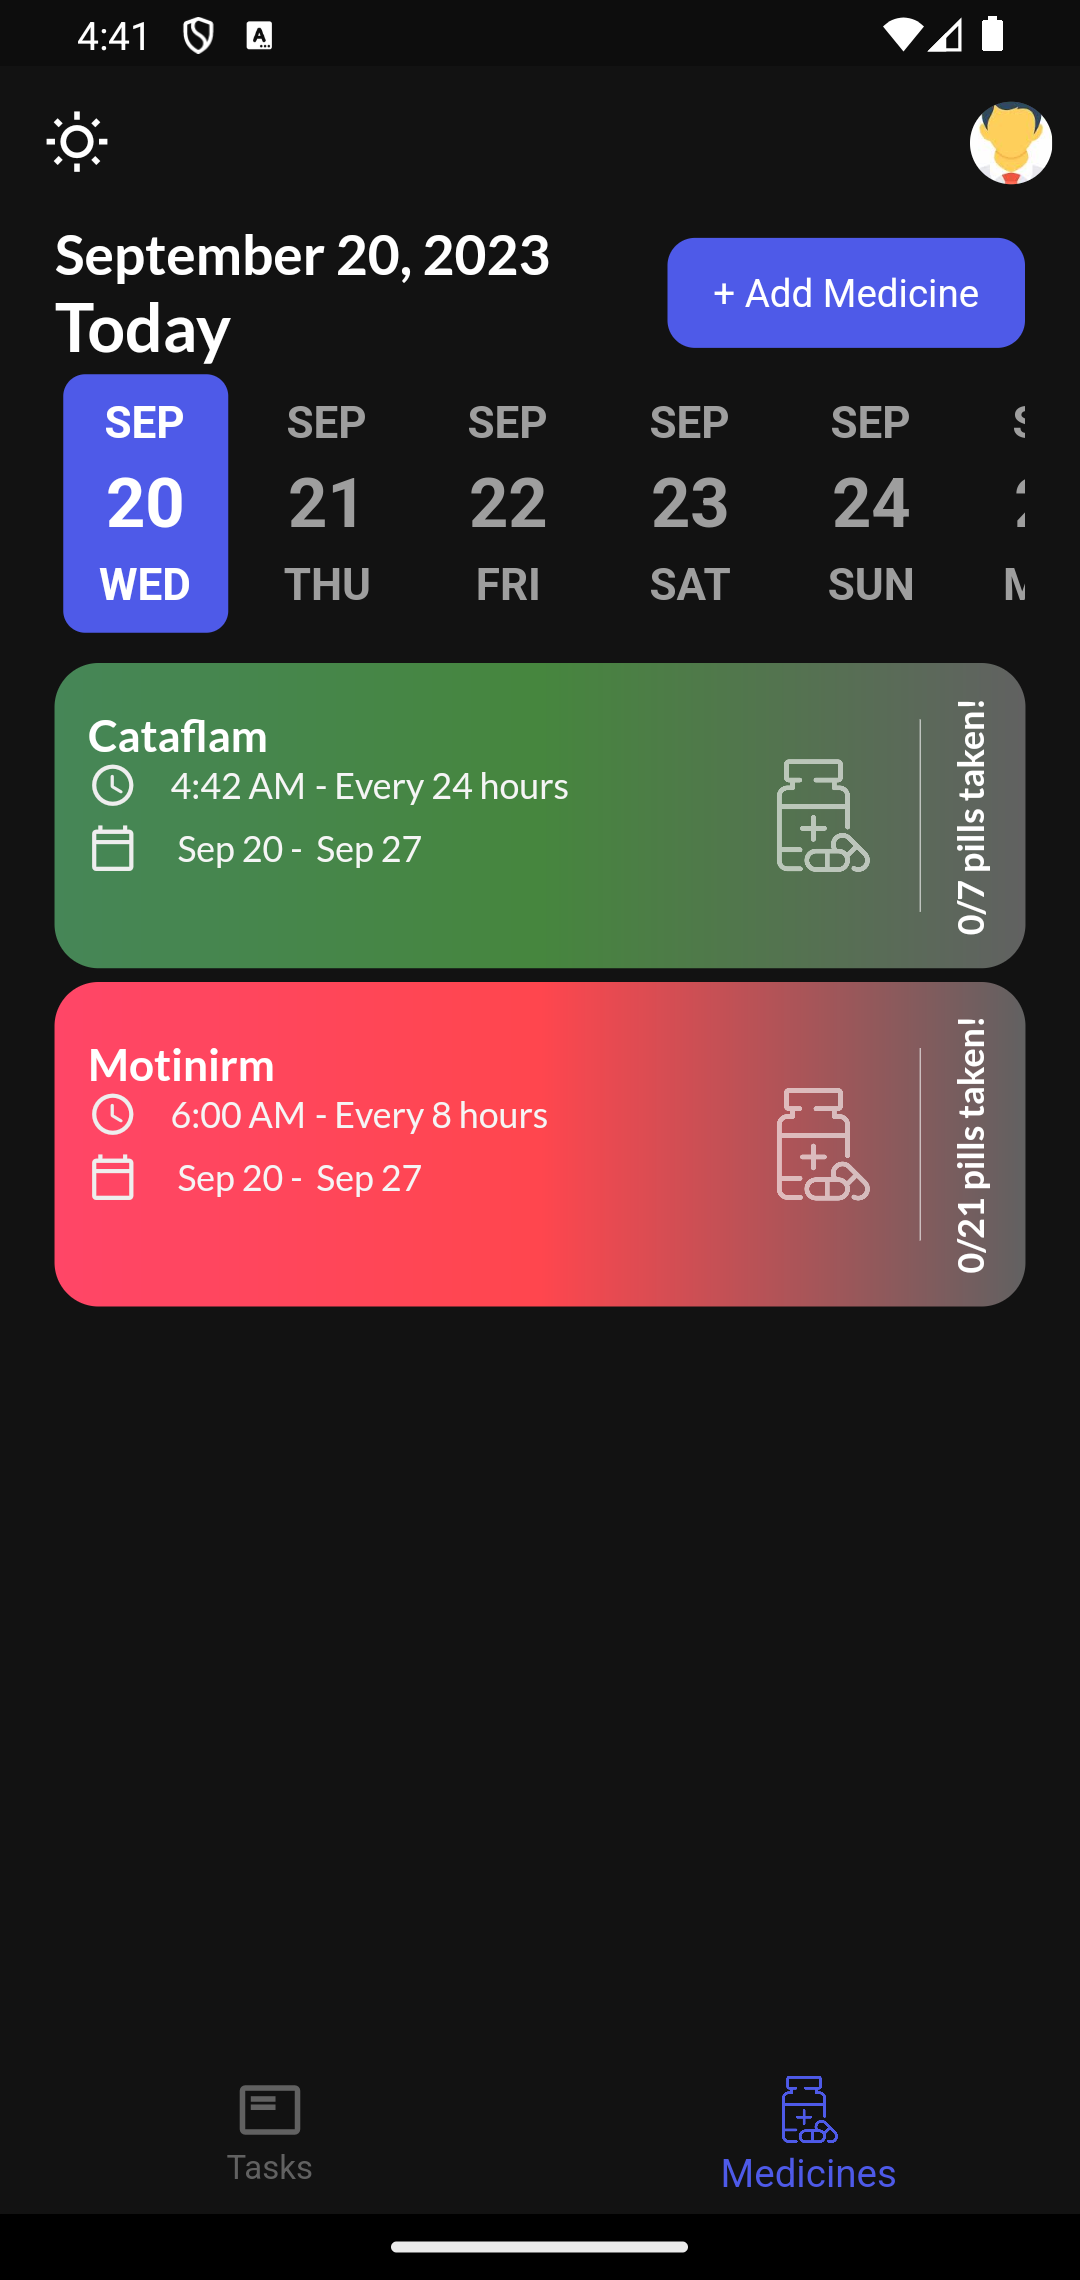 4:41
September 20, 2023
Today
+ Add Medicine
SEP
20
WED
SEP
21
THU
SEP
22
FRI
SEP
23
SAT
SEP
24
SUN
Cataflam
4:42 AM - Every 24 hours
Sep 20 - Sep 27
0/7 pills taken!
Motinirm
6:00 AM - Every 8 hours
Sep 20 - Sep 27
0/21 pills taken!
Tasks
Medicines